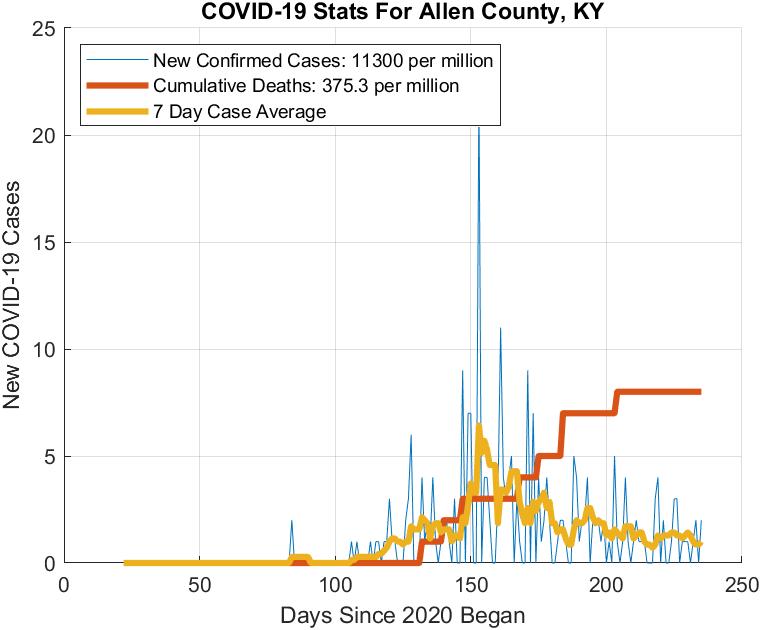 COVID-19 Stats For Allen County, KY
New Confirmed Cases: 11300 per million
Cumulative Deaths: 375.3 per million
7 Day Case Average
New COVID-19 Cases
25
20
15
10
5
0
0 50 100 150 200 250
Days Since 2020 Began